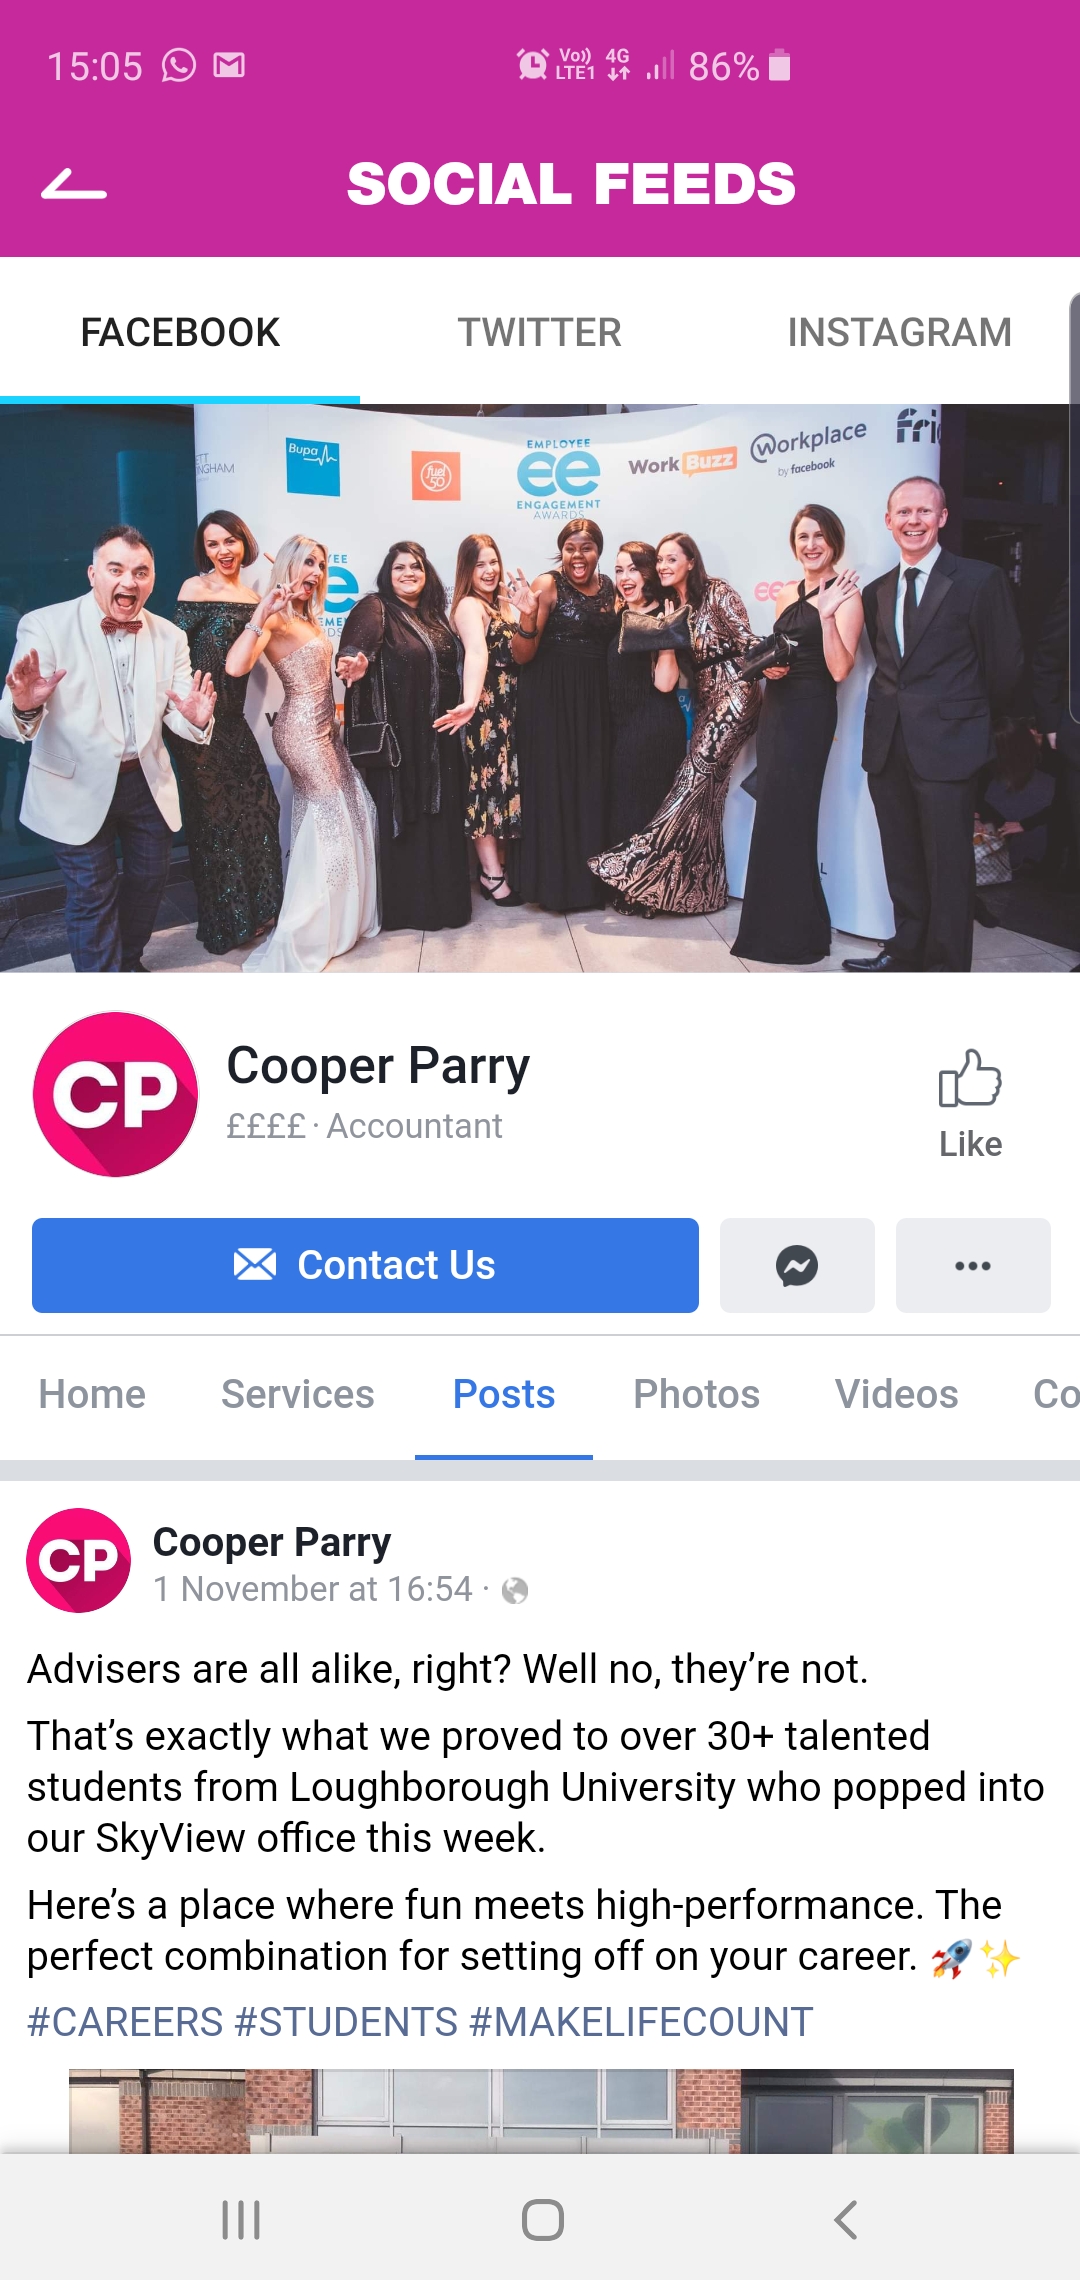 15:05
Vo)) LTE1 4G 86%
SOCIAL FEEDS
FACEBOOK TWITTER INSTAGRAM
Bupa
fuel 50
EMPLOYEE
ee
ENGAGEMENT
AWARDS
Work Buzz
Workplace
by facebook
CP
Cooper Parry
££££ · Accountant
Like
Contact Us
Home Services Posts Photos Videos Co
CP
Cooper Parry
1 November at 16:54 ·
Advisers are all alike, right? Well no, they’re not.
That’s exactly what we proved to over 30+ talented
students from Loughborough University who popped into
our SkyView office this week.
Here’s a place where fun meets high-performance. The
perfect combination for setting off on your career. 🚀✨
#CAREERS #STUDENTS #MAKELIFECOUNT